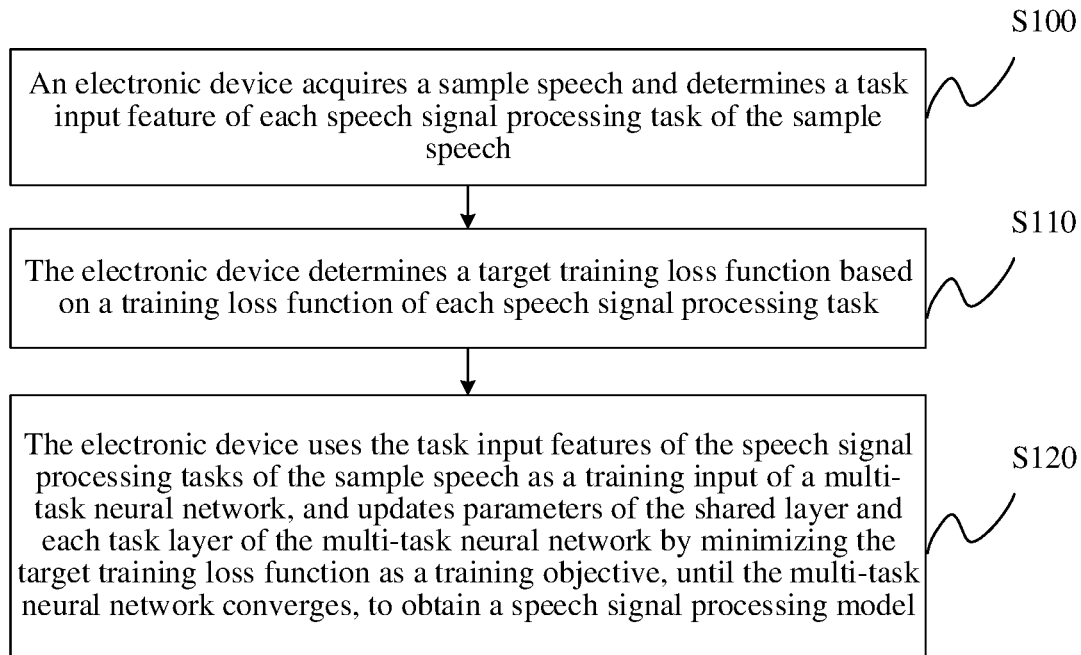 S100
An electronic device acquires a sample speech and determines a task
input feature of each speech signal processing task of the sample
speech
S110
The electronic device determines a target training loss function based
on a training loss function of each speech signal processing task
S120
The electronic device uses the task input features of the speech signal
processing tasks of the sample speech as a training input of a multi-
task neural network, and updates parameters of the shared layer and
each task layer of the multi-task neural network by minimizing the
target training loss function as a training objective, until the multi-task
neural network converges, to obtain a speech signal processing model